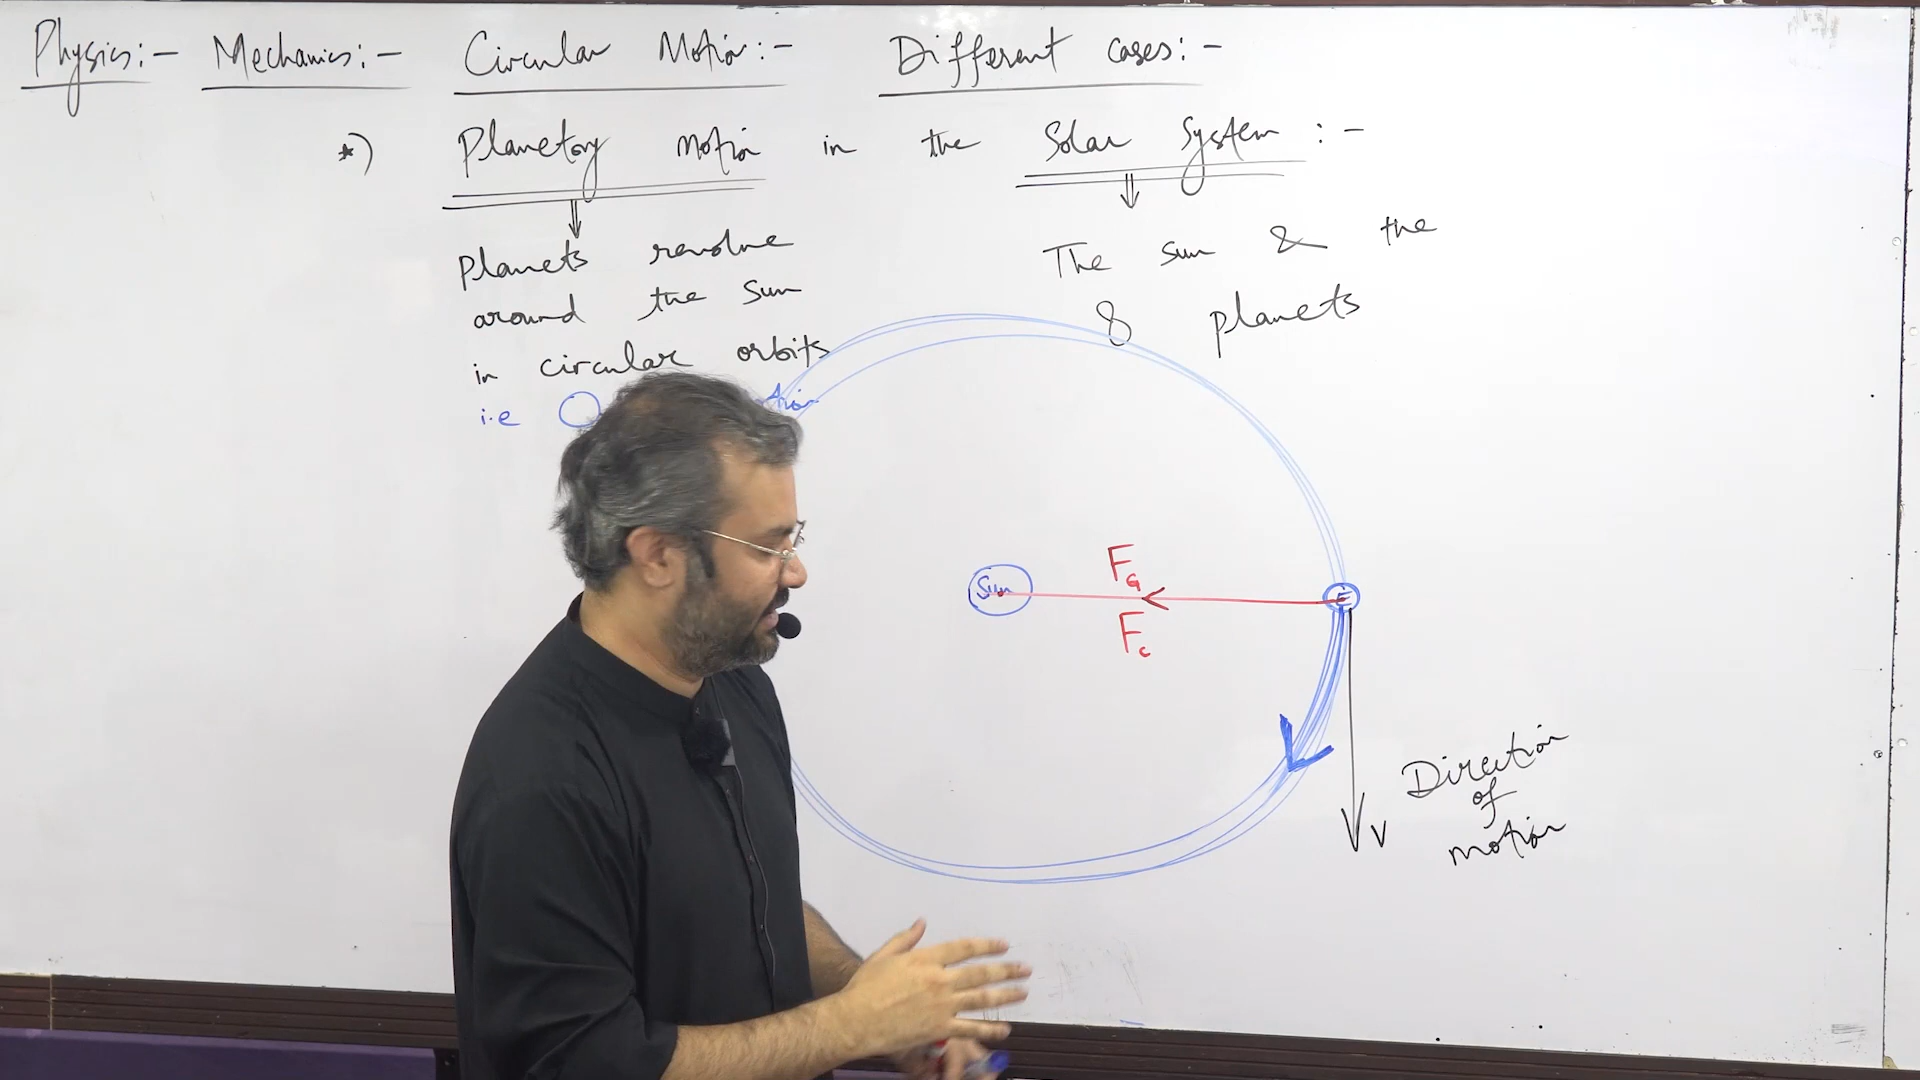 Physics:- Mechanics:- Circular Motion:- Different cases:-
*) Planetory Motion in the Solar System :-
Planets revolve
around the sun
in circular orbits
i.e
The sun & the
8 planets
FG
Sun
E
Fc
Direction
of
motion
V